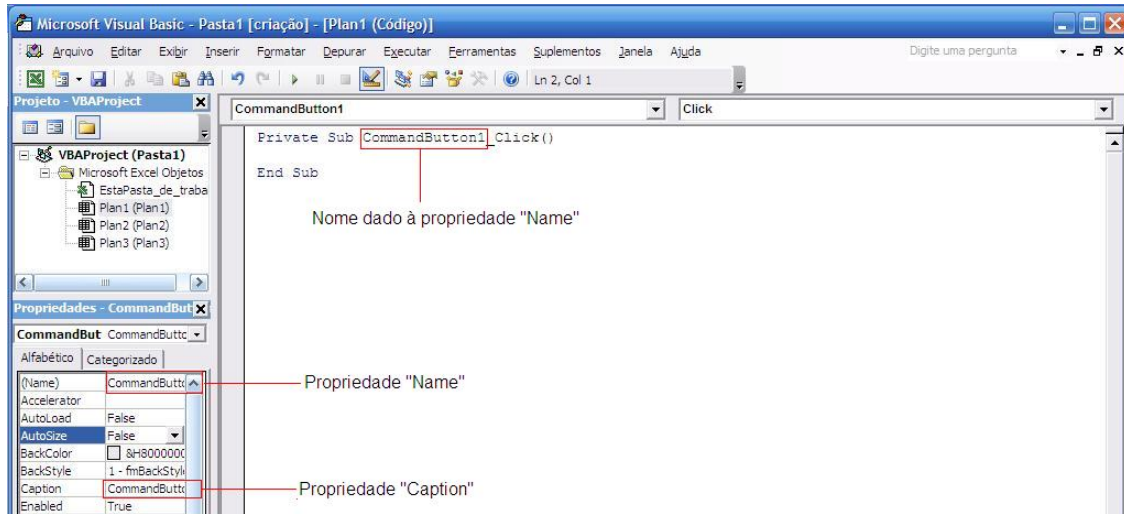 Microsoft Visual Basic - Pasta1 [criação] - [Plan1 (Código)]
Arquivo Editar Exibir Inserir Formatar Depurar Executar Ferramentas Suplementos Janela Ajuda Digite uma pergunta
Ln 2, Col 1
Projeto - VBAProject
CommandButton1 Click
VBAProject (Pasta1)
Microsoft Excel Objetos
EstaPasta_de_traba
Plan1 (Plan1)
Plan2 (Plan2)
Plan3 (Plan3)
Private Sub CommandButton1_Click()
End Sub
Nome dado à propriedade "Name"
Propriedades - CommandBut
CommandBut CommandButtc
Alfabético Categorizado
(Name) CommandButtc
Accelerator
AutoLoad False
AutoSize False
BackColor &H8000000
BackStyle 1 - fmBackStyle
Caption CommandButtc
Enabled True
Propriedade "Name"
Propriedade "Caption"